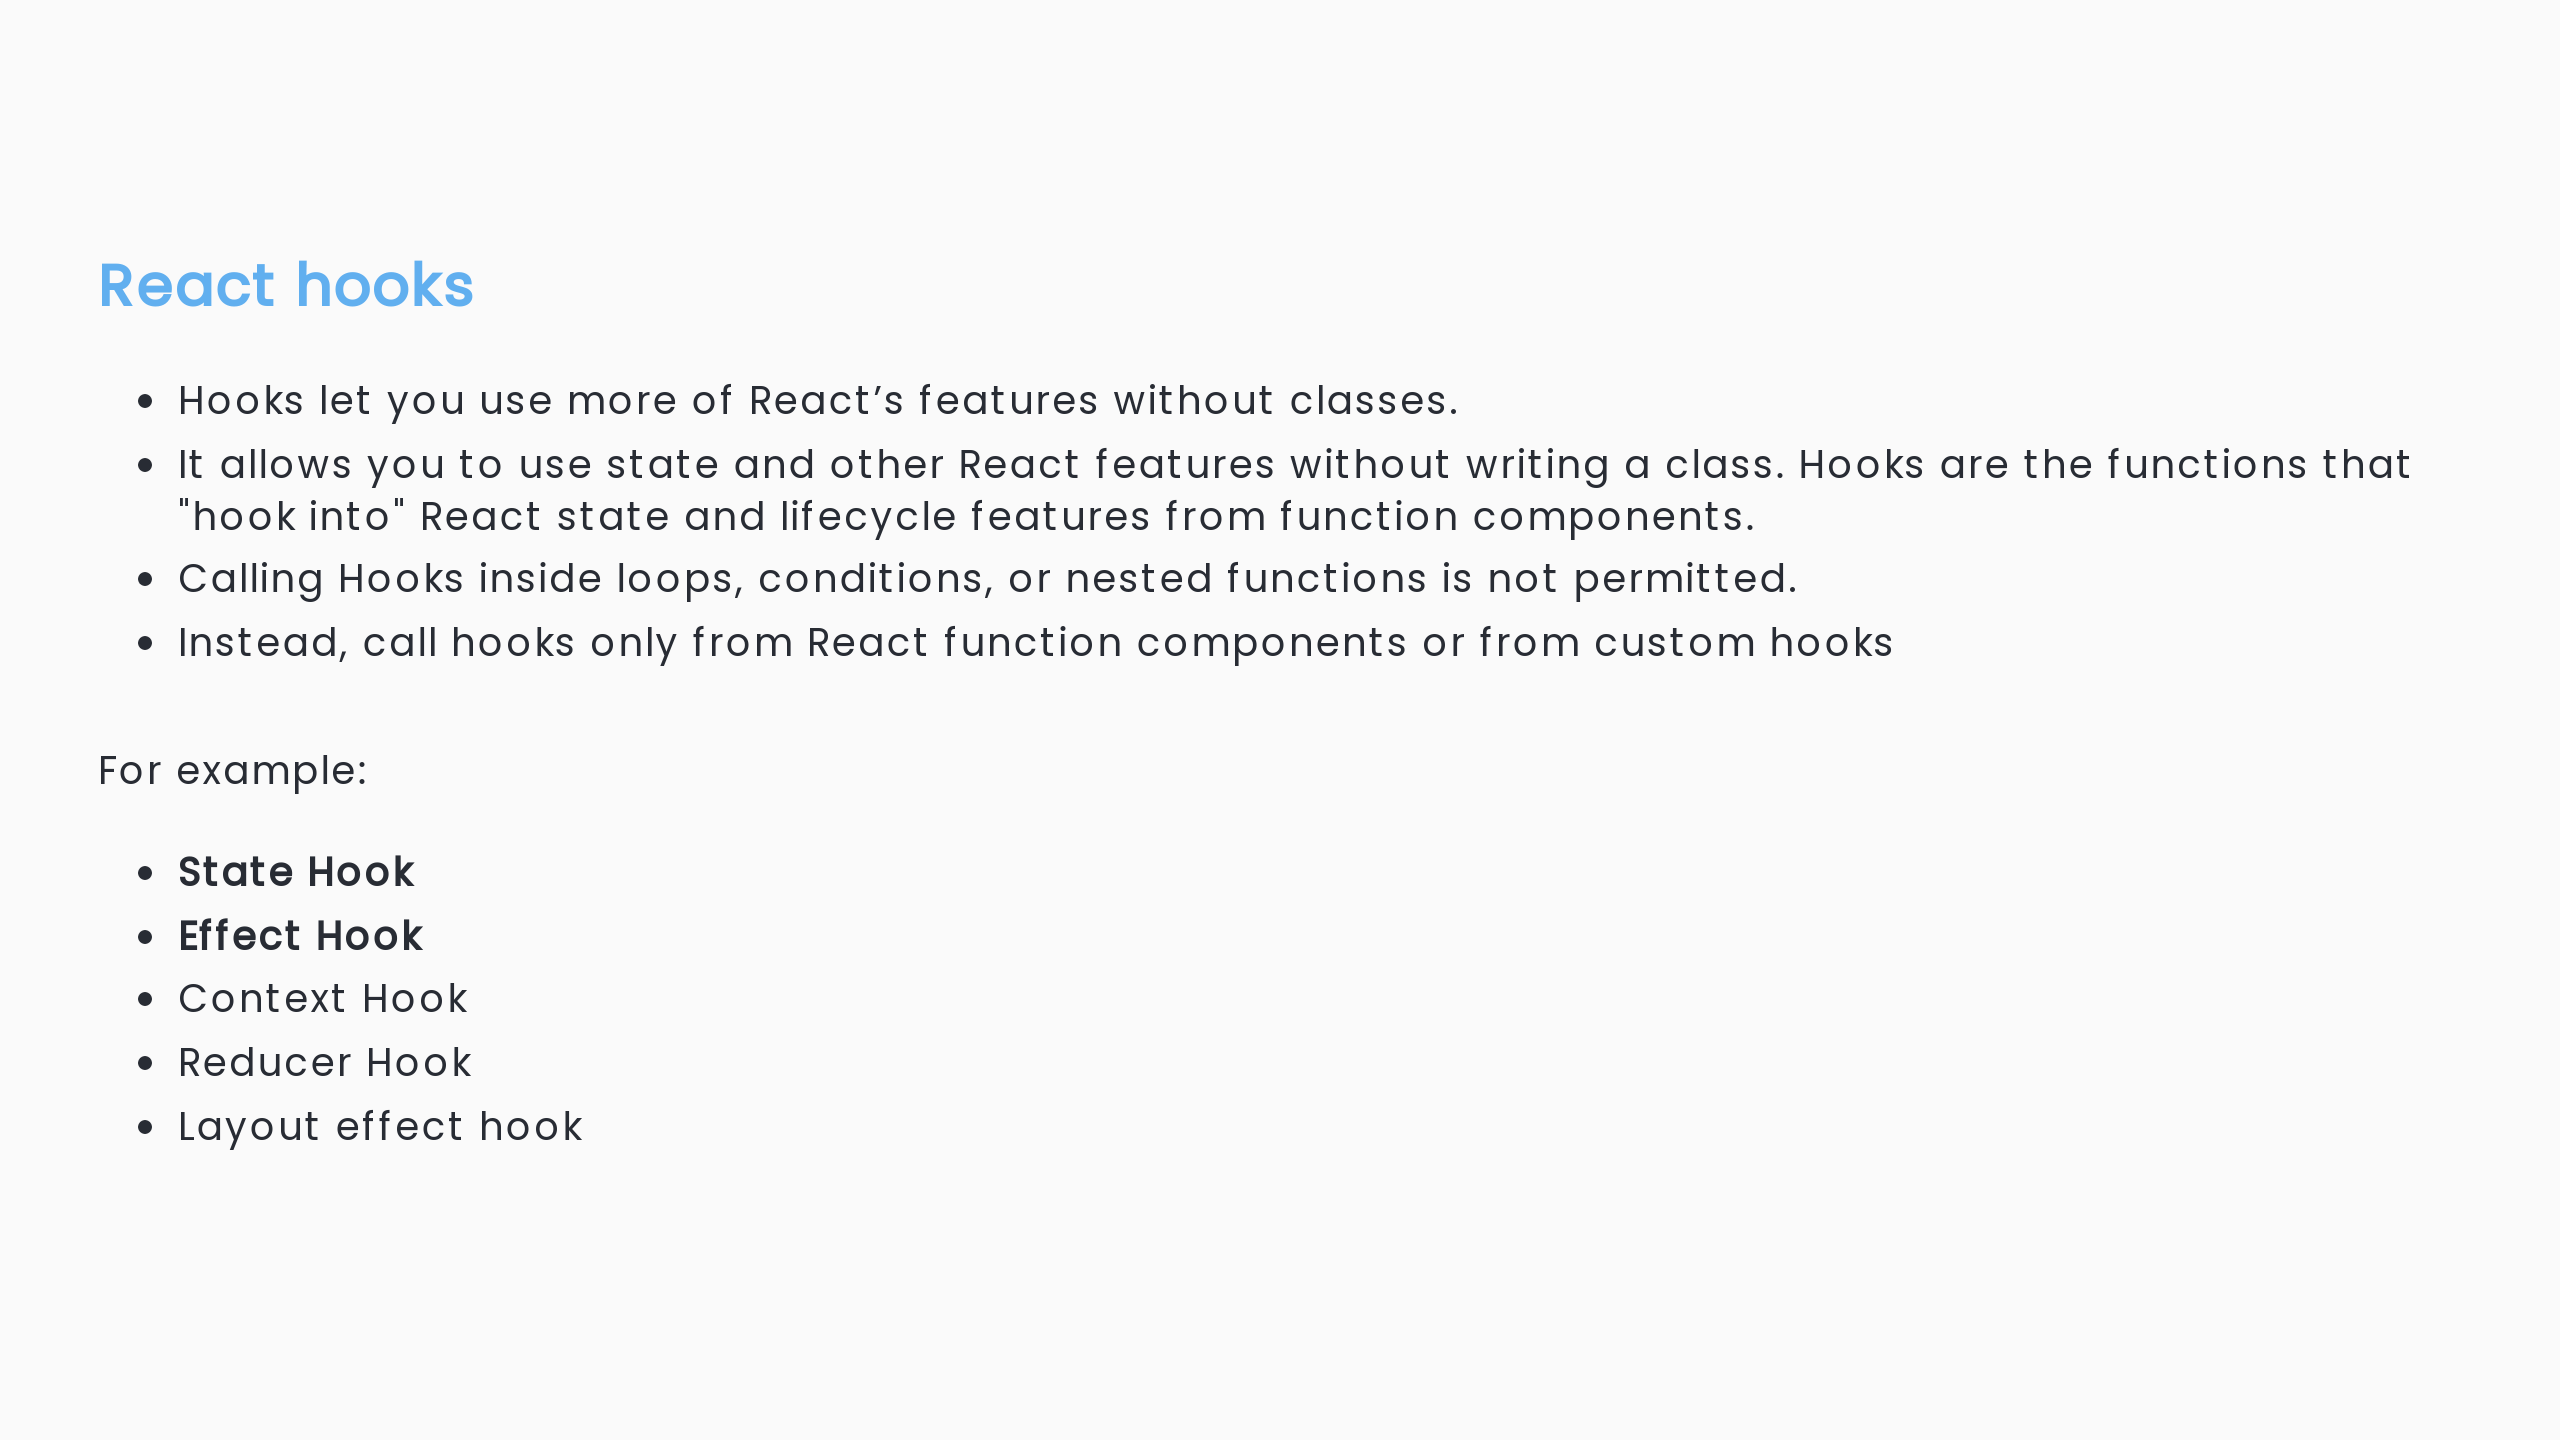 React hooks
Hooks let you use more of React’s features without classes.
It allows you to use state and other React features without writing a class. Hooks are the functions that
"hook into" React state and lifecycle features from function components.
Calling Hooks inside loops, conditions, or nested functions is not permitted.
Instead, call hooks only from React function components or from custom hooks
For example:
State Hook
Effect Hook
Context Hook
Reducer Hook
Layout effect hook